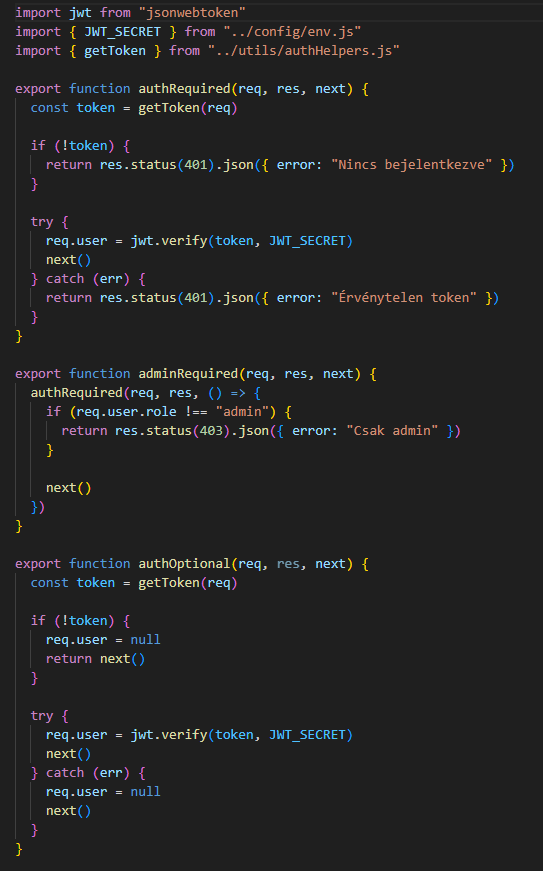 import jwt from "jsonwebtoken"
import { JWT_SECRET } from "../config/env.js"
import { getToken } from "../utils/authHelpers.js"

export function authRequired(req, res, next) {
  const token = getToken(req)

  if (!token) {
    return res.status(401).json({ error: "Nincs bejelentkezve" })
  }

  try {
    req.user = jwt.verify(token, JWT_SECRET)
    next()
  } catch (err) {
    return res.status(401).json({ error: "Érvénytelen token" })
  }
}

export function adminRequired(req, res, next) {
  authRequired(req, res, () => {
    if (req.user.role !== "admin") {
      return res.status(403).json({ error: "Csak admin" })
    }

    next()
  })
}

export function authOptional(req, res, next) {
  const token = getToken(req)

  if (!token) {
    req.user = null
    return next()
  }

  try {
    req.user = jwt.verify(token, JWT_SECRET)
    next()
  } catch (err) {
    req.user = null
    next()
  }
}